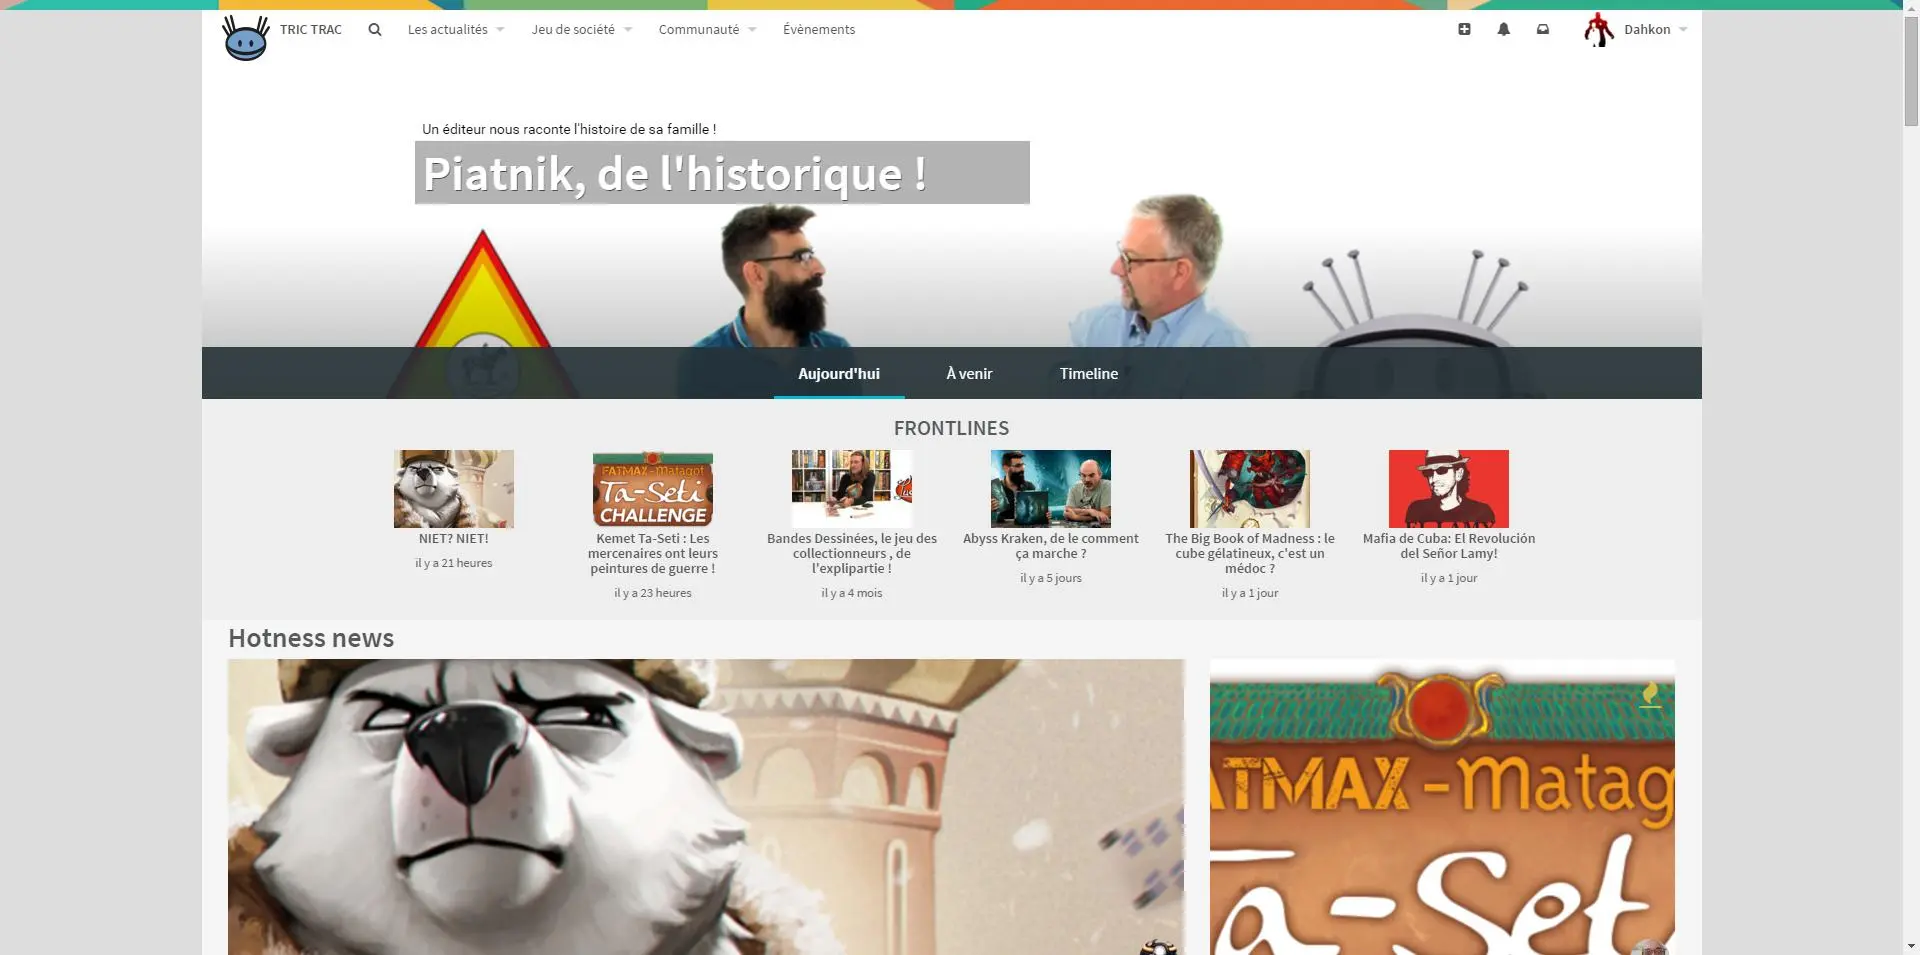 TRIC TRAC
Les actualités
Jeu de société
Communauté
Évènements
Dahkon
Un éditeur nous raconte l'histoire de sa famille !
Piatnik, de l'historique !
Aujourd'hui
À venir
Timeline
FRONTLINES
FATMAX-Matagot
Ta-Seti
CHALLENGE
NIET? NIET!
il y a 21 heures
Kemet Ta-Seti : Les
mercenaires ont leurs
peintures de guerre !
il y a 23 heures
Bandes Dessinées, le jeu des
collectionneurs , de
l'explipartie !
il y a 4 mois
Abyss Kraken, de le comment
ça marche ?
il y a 5 jours
The Big Book of Madness : le
cube gélatineux, c'est un
médoc ?
il y a 1 jour
Mafia de Cuba: El Revolución
del Señor Lamy!
il y a 1 jour
Hotness news
ATMAX-Matag
Ta-Set